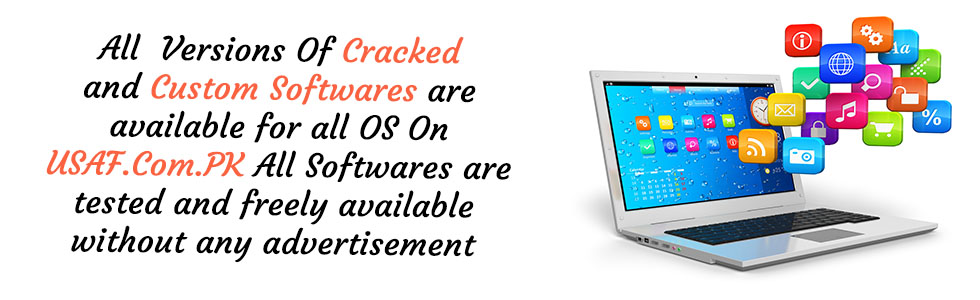 All Versions Of Cracked
and Custom Softwares are
available for all OS On
USAF.Com.PK All Softwares are
tested and freely available
without any advertisement
Aa
%